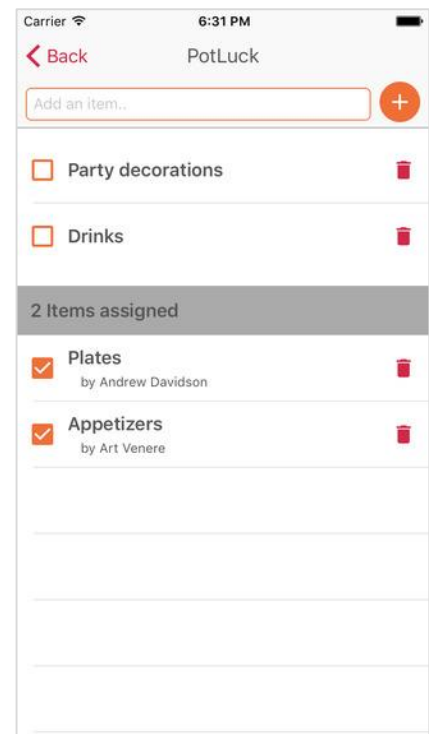 Carrier 6:31 PM
Back PotLuck
Add an item..
+
Party decorations
Drinks
2 Items assigned
Plates
by Andrew Davidson
Appetizers
by Art Venere